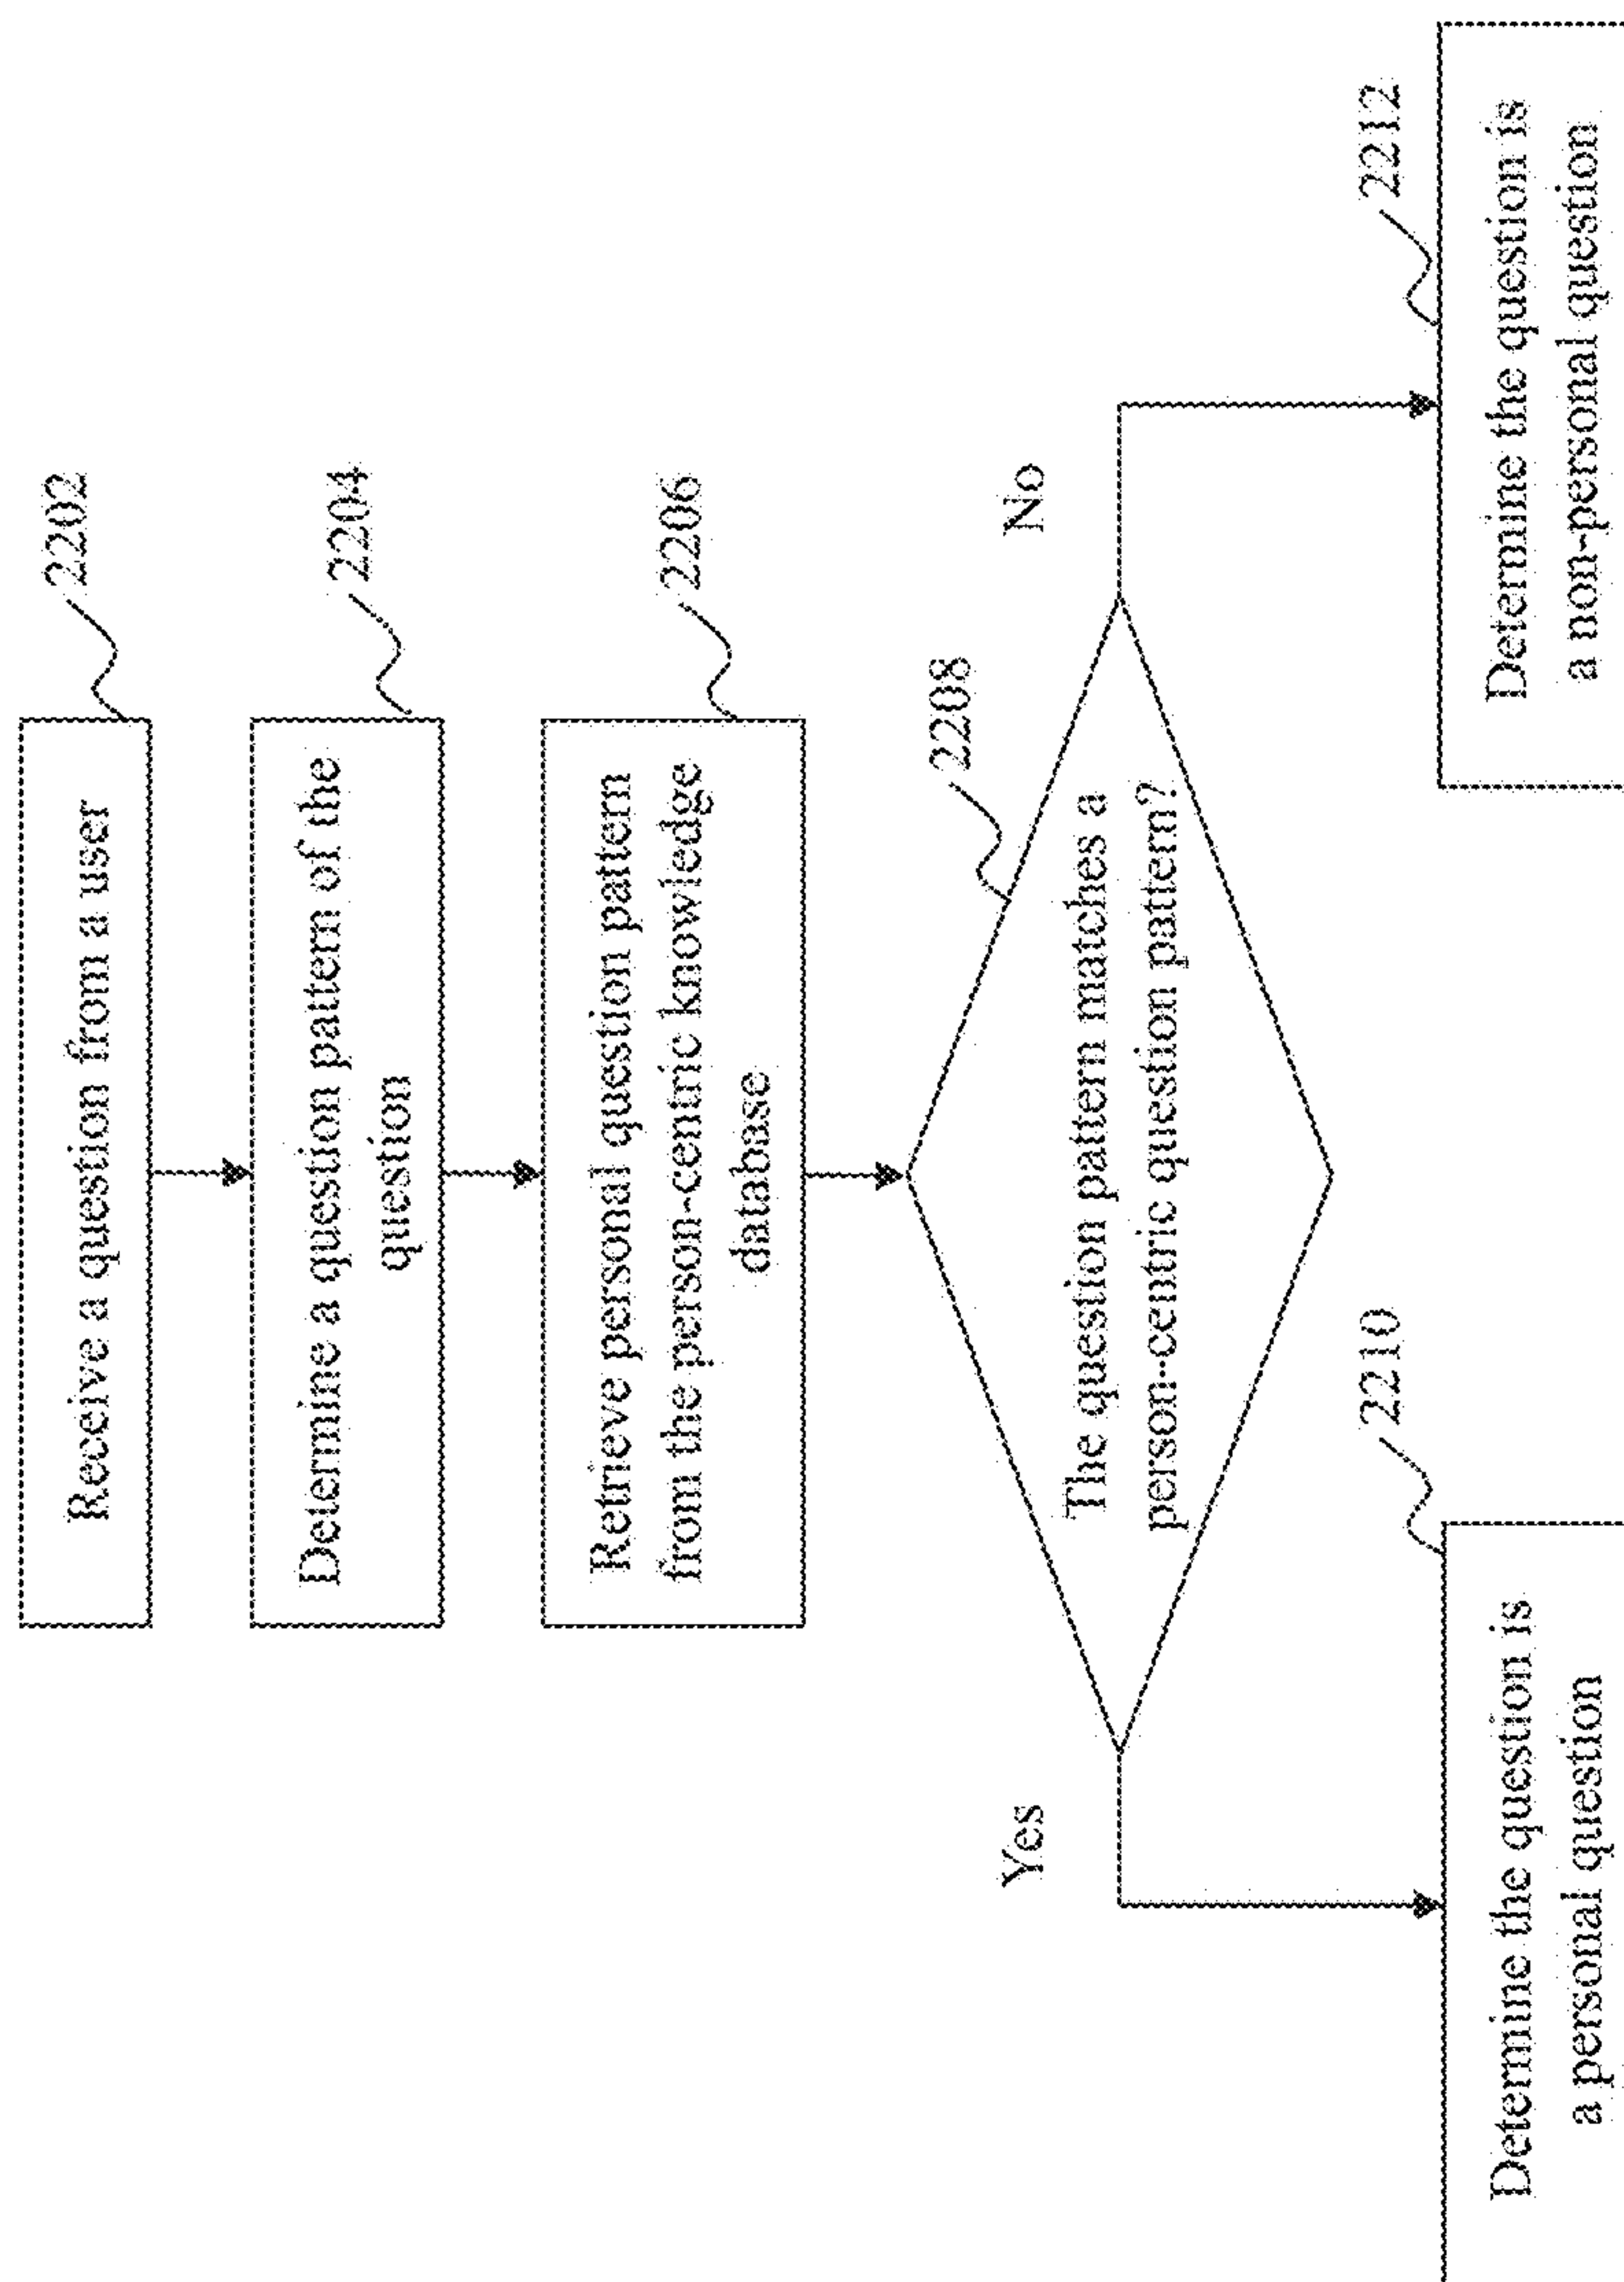 2202
Receive a question from a user
2204
Determine a question pattern of the
question
2206
Retrieve personal question pattern
from the person-centric knowledge
database
2208
The question pattern matches a
person-centric question pattern?
Yes
No
2210
Determine the question is
a personal question
2212
Determine the question is
a non-personal question